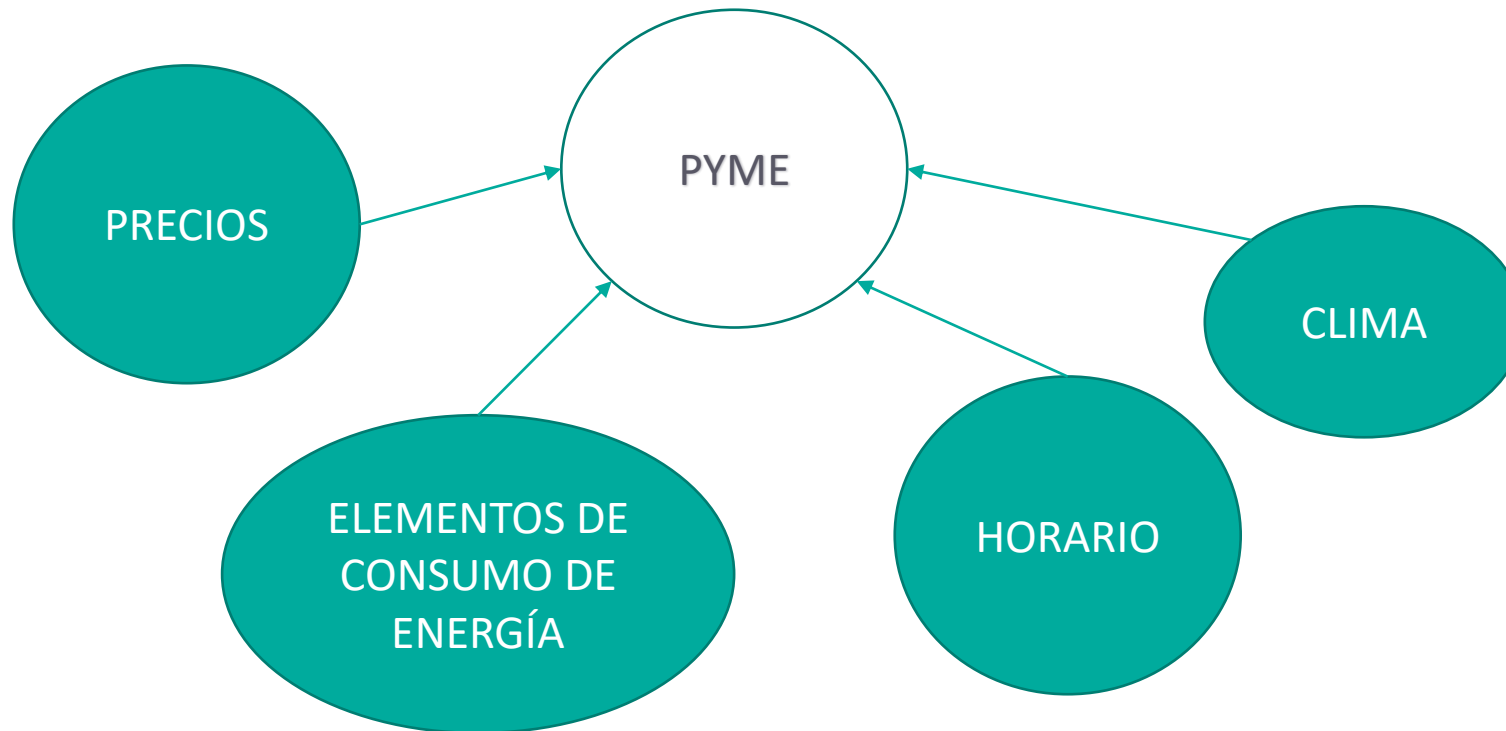 PYME
PRECIOS
CLIMA
ELEMENTOS DE
CONSUMO DE
ENERGÍA
HORARIO